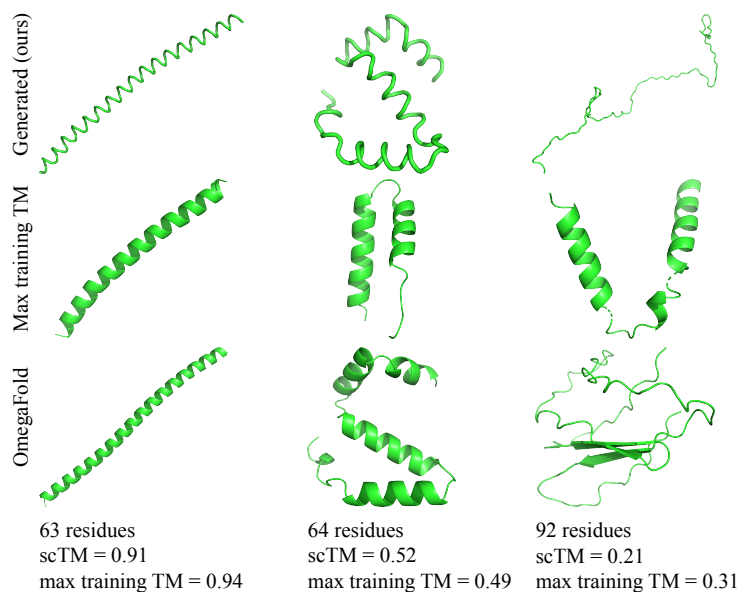 Generated (ours)
Max training TM
OmegaFold
63 residues
scTM = 0.91
max training TM = 0.94
64 residues
scTM = 0.52
max training TM = 0.49
92 residues
scTM = 0.21
max training TM = 0.31